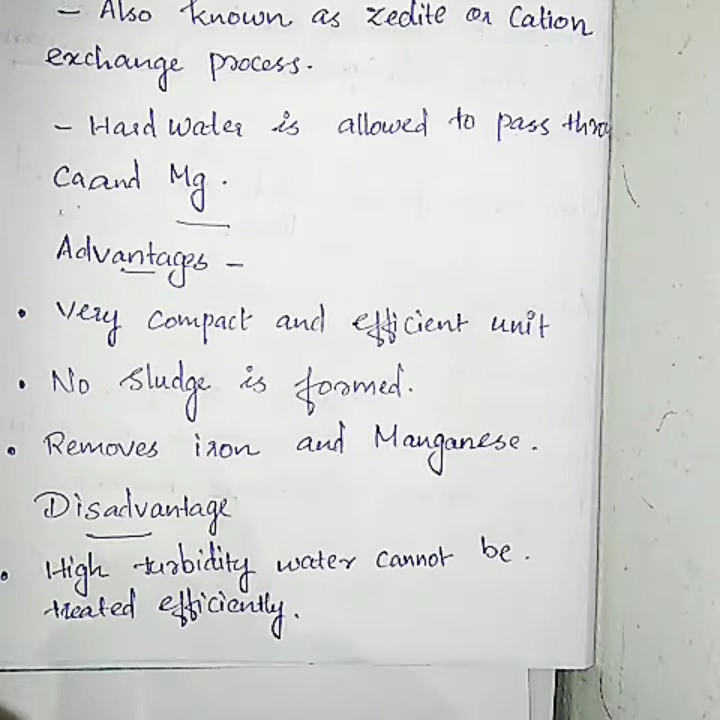 - Also known as zedite or Cation
exchange process.
- Hard water is allowed to pass thro
Ca and Mg.
Advantages -
• Very compact and efficient unit
• No sludge is formed.
• Removes iron and Manganese.
Disadvantage
• High turbidity water cannot be.
treated efficiently.